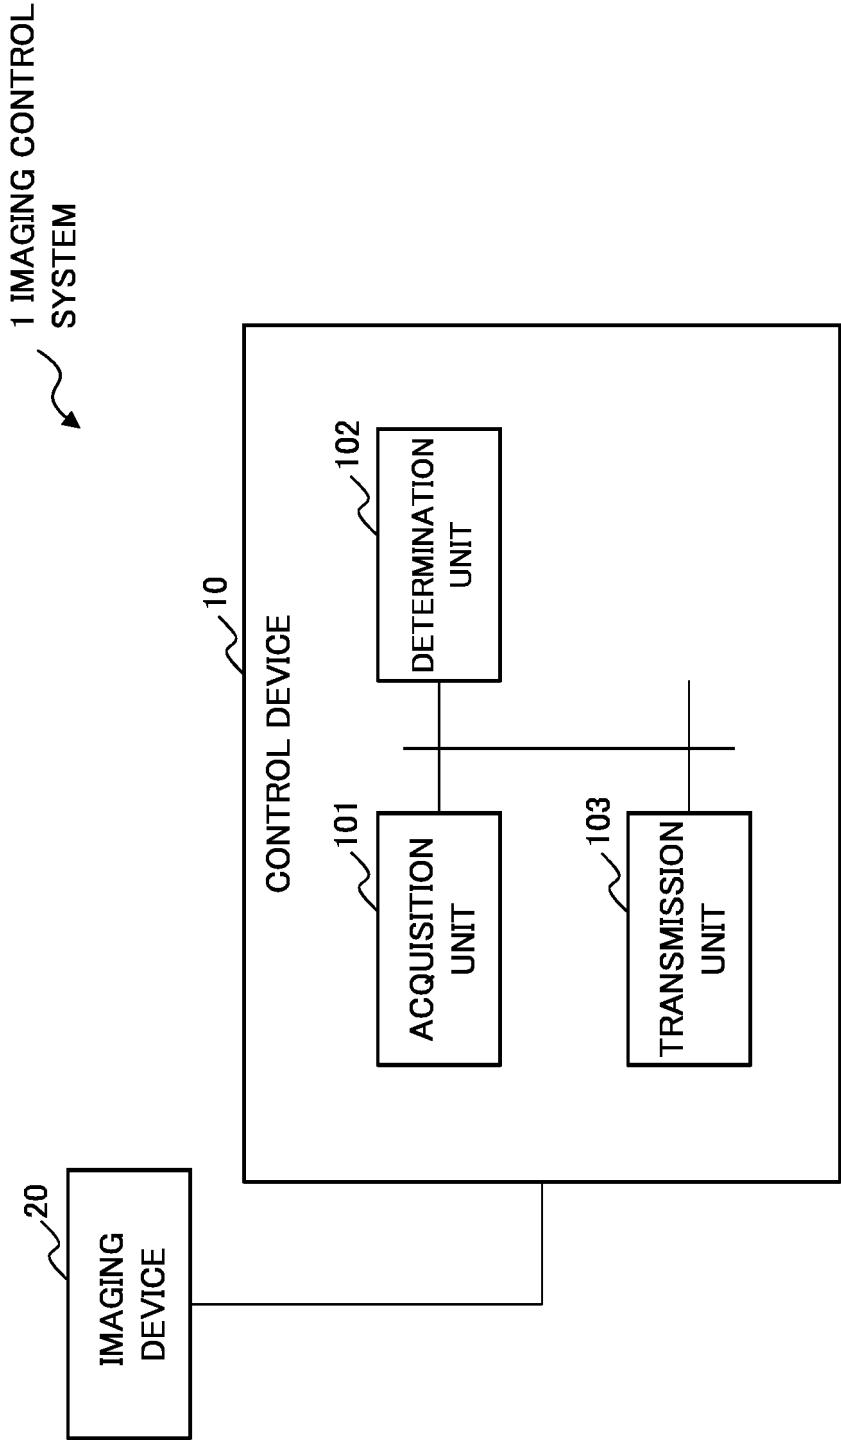 1 IMAGING CONTROL
SYSTEM
20
IMAGING
DEVICE
10
CONTROL DEVICE
101
ACQUISITION
UNIT
102
DETERMINATION
UNIT
103
TRANSMISSION
UNIT